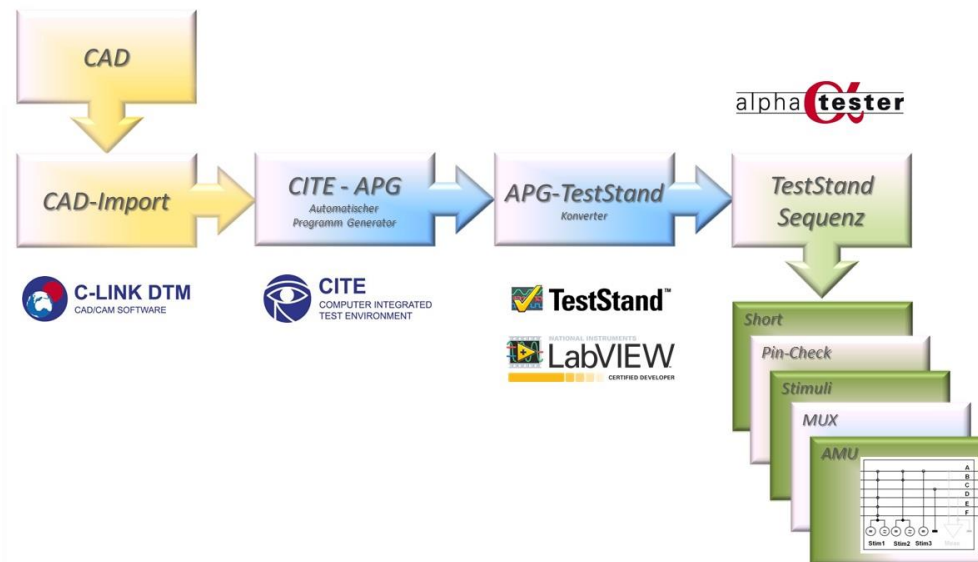 CAD
alpha tester
CAD-Import
CITE - APG
Automatischer
Programm Generator
APG-TestStand
Konverter
TestStand
Sequenz
C-LINK DTM
CAD/CAM SOFTWARE
CITE
COMPUTER INTEGRATED
TEST ENVIRONMENT
TestStand™
NATIONAL INSTRUMENTS
LabVIEW
CERTIFIED DEVELOPER
Short
Pin-Check
Stimuli
MUX
AMU
A
B
C
D
E
F
Stim1 Stim2 Stim3